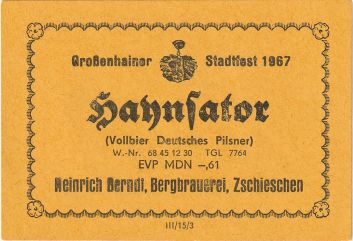 Großenhainer Stadtfest 1967
Haynsator
(Vollbier Deutsches Pilsner)
W.-Nr. 68 45 12 30 TGL 7764
EVP MDN –,61
Heinrich Berndt, Bergbrauerei, Zschieschen
III/15/3